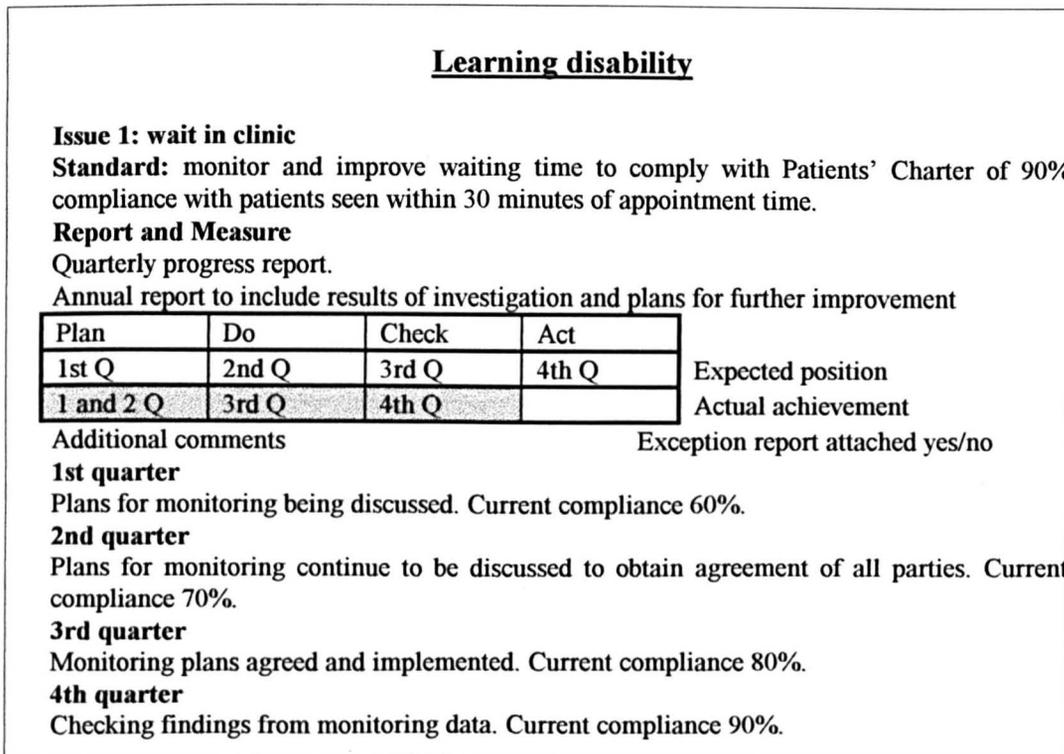 Learning disability
Issue 1: wait in clinic
Standard: monitor and improve waiting time to comply with Patients' Charter of 90%
compliance with patients seen within 30 minutes of appointment time.
Report and Measure
Quarterly progress report.
Annual report to include results of investigation and plans for further improvement
Plan Do Check Act
1st Q 2nd Q 3rd Q 4th Q Expected position
1 and 2 Q 3rd Q 4th Q Actual achievement
Additional comments Exception report attached yes/no
1st quarter
Plans for monitoring being discussed. Current compliance 60%.
2nd quarter
Plans for monitoring continue to be discussed to obtain agreement of all parties. Current
compliance 70%.
3rd quarter
Monitoring plans agreed and implemented. Current compliance 80%.
4th quarter
Checking findings from monitoring data. Current compliance 90%.